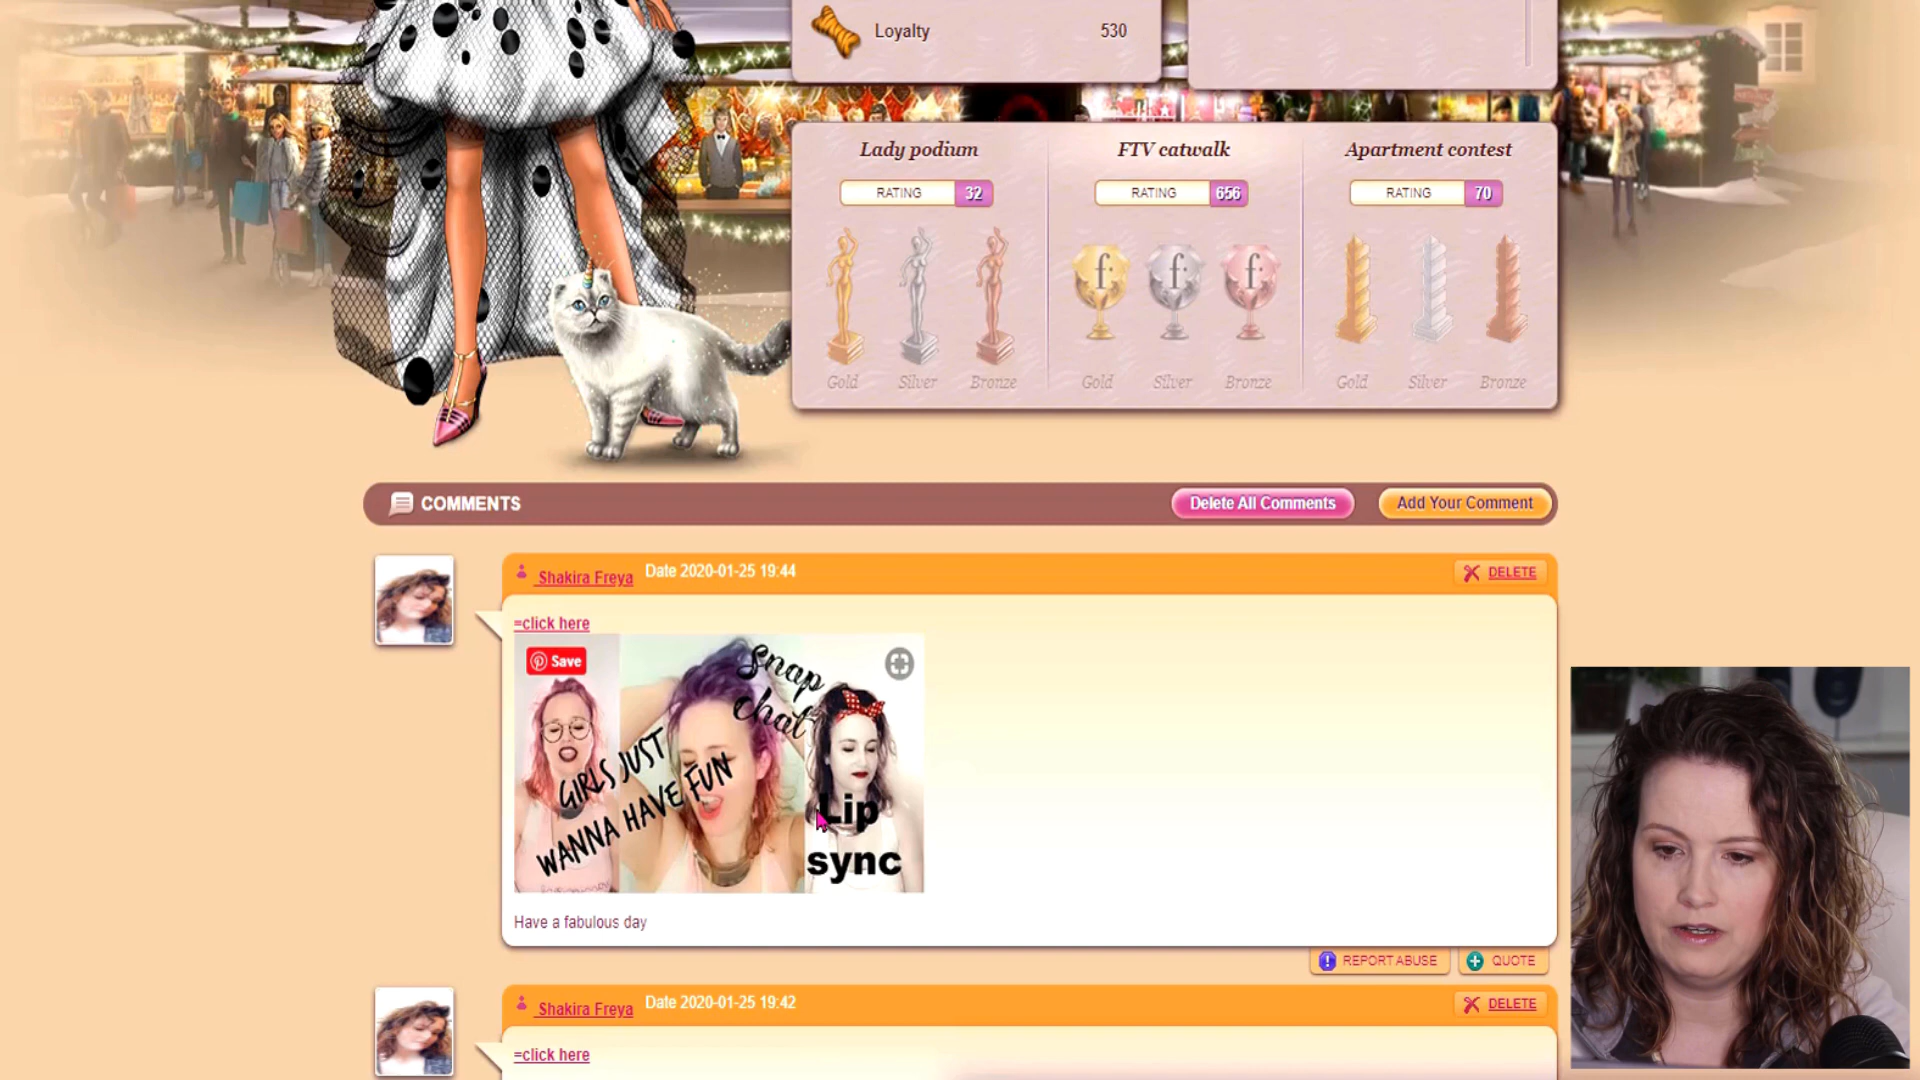 Loyalty 530
Lady podium FTV catwalk Apartment contest
RATING 32 RATING 656 RATING 70
f f f
Gold Silver Bronze Gold Silver Bronze Gold Silver Bronze
COMMENTS Delete All Comments Add Your Comment
Shakira Freya Date 2020-01-25 19:44 DELETE
=click here
Save
Snap
chat
GIRLS JUST
WANNA HAVE FUN
Lip
sync
Have a fabulous day
REPORT ABUSE QUOTE
Shakira Freya Date 2020-01-25 19:42 DELETE
=click here